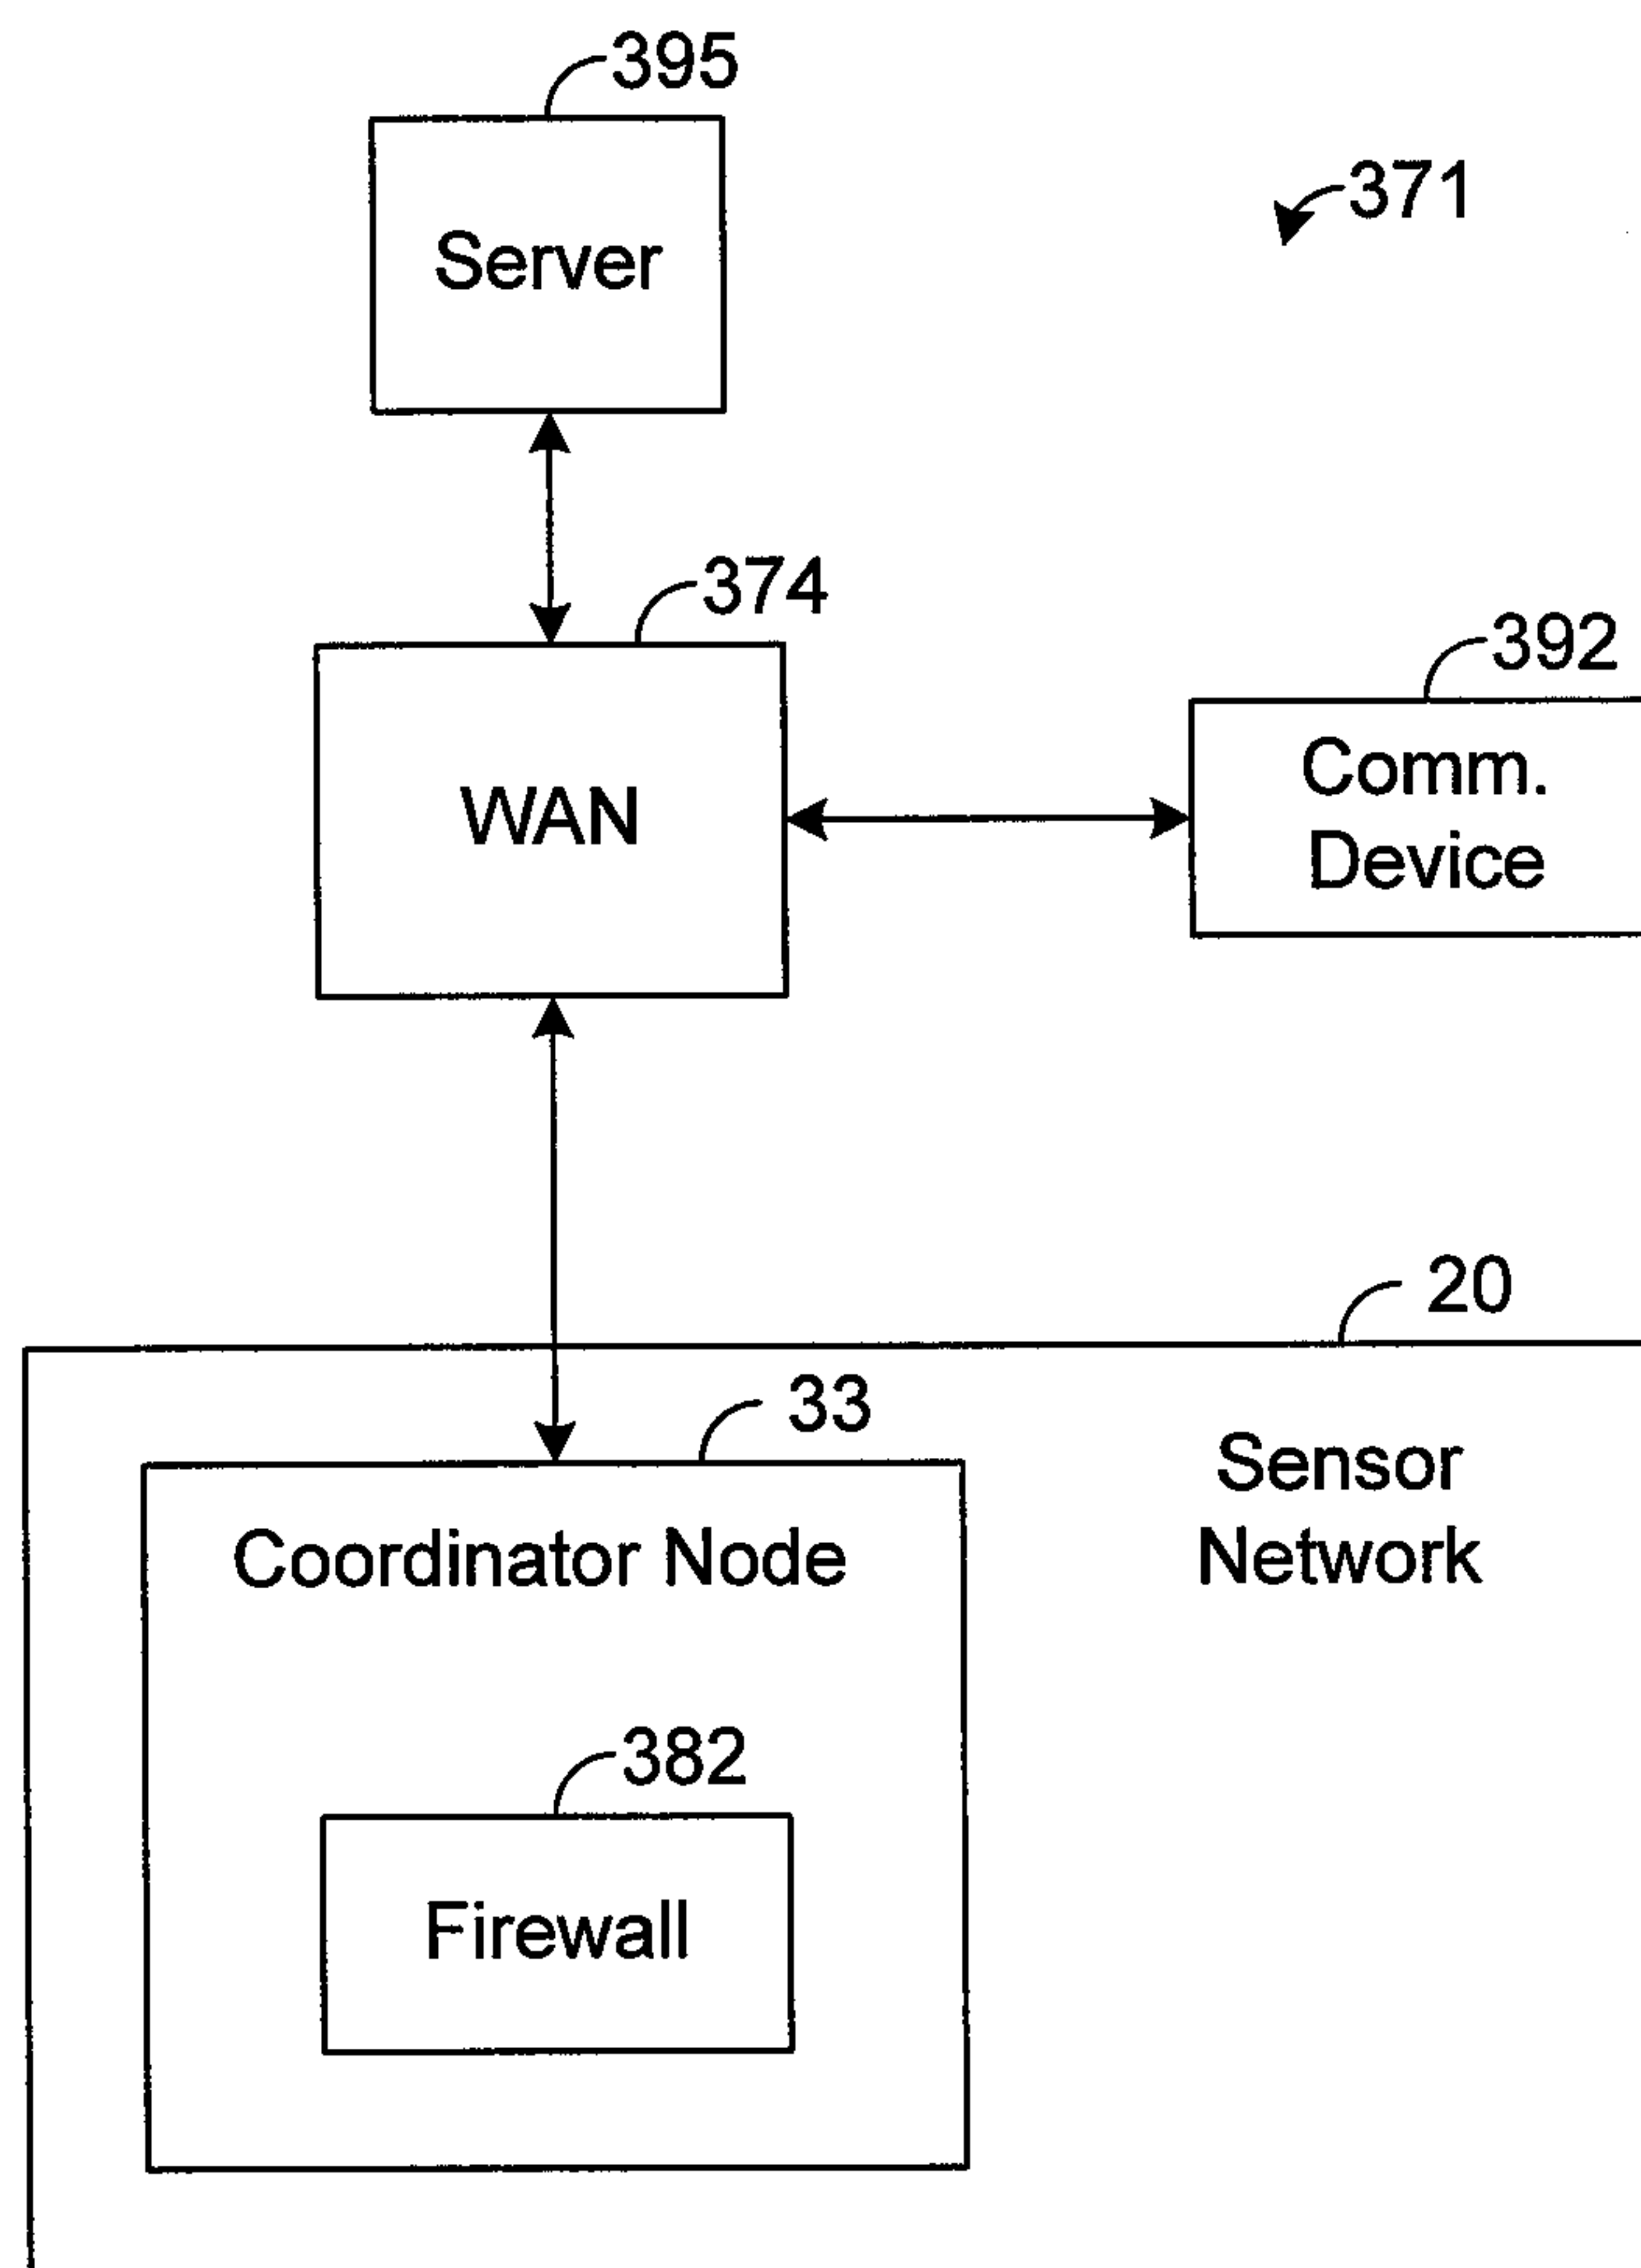 395
Server
371
374
WAN
392
Comm.
Device
20
33
Sensor
Network
Coordinator Node
382
Firewall